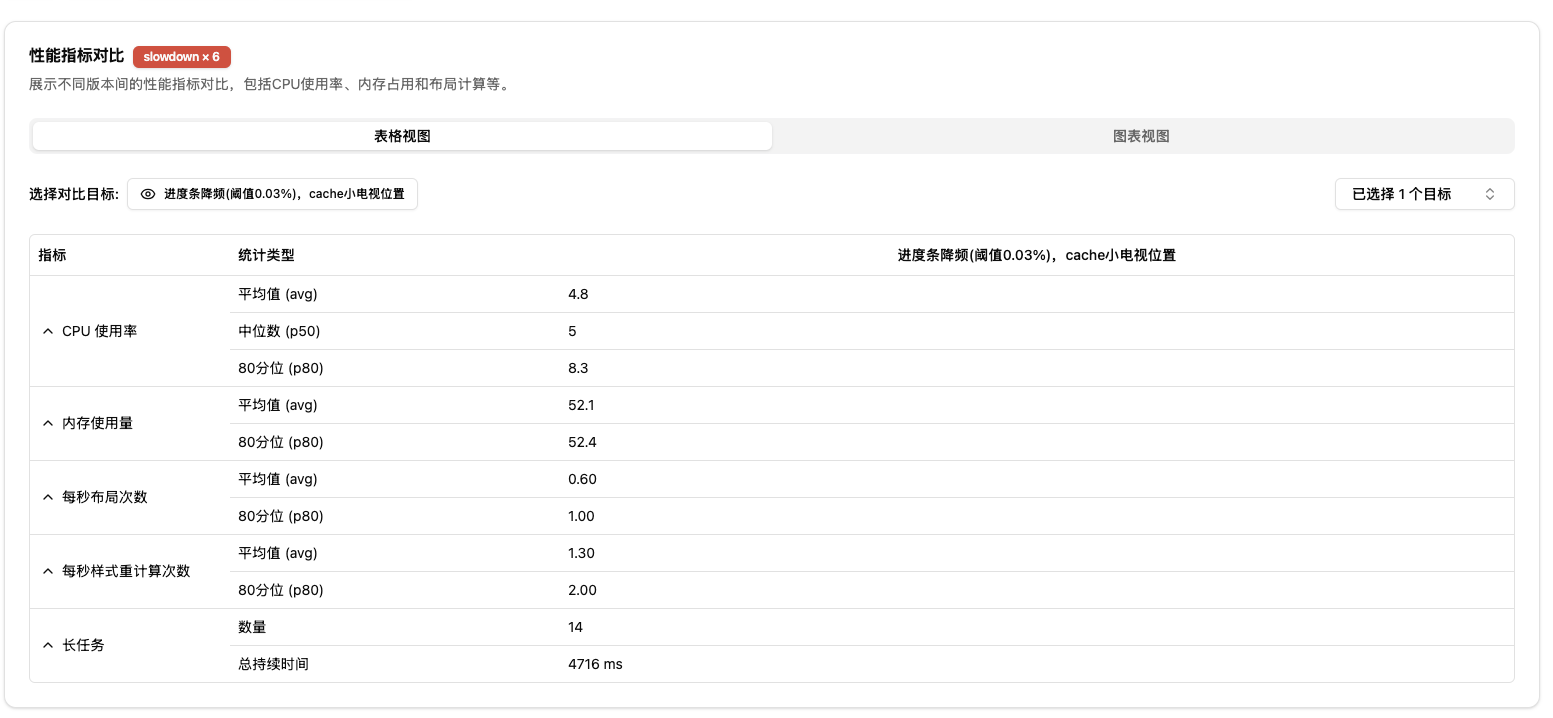 性能指标对比 slowdown × 6
展示不同版本间的性能指标对比，包括CPU使用率、内存占用和布局计算等。
表格视图 图表视图
选择对比目标: 进度条降频(阈值0.03%)，cache小电视位置 已选择 1 个目标
指标 统计类型 进度条降频(阈值0.03%)，cache小电视位置
平均值 (avg) 4.8
CPU 使用率 中位数 (p50) 5
80分位 (p80) 8.3
内存使用量 平均值 (avg) 52.1
80分位 (p80) 52.4
每秒布局次数 平均值 (avg) 0.60
80分位 (p80) 1.00
每秒样式重计算次数 平均值 (avg) 1.30
80分位 (p80) 2.00
长任务 数量 14
总持续时间 4716 ms